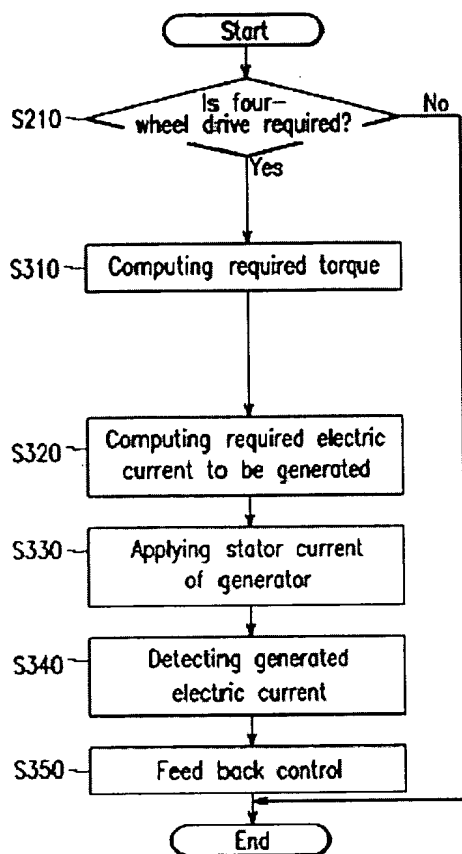 Start
Is four-
wheel drive required?
No
S210
Yes
S310
Computing required torque
S320
Computing required electric
current to be generated
S330
Applying stator current
of generator
S340
Detecting generated
electric current
S350
Feed back control
End